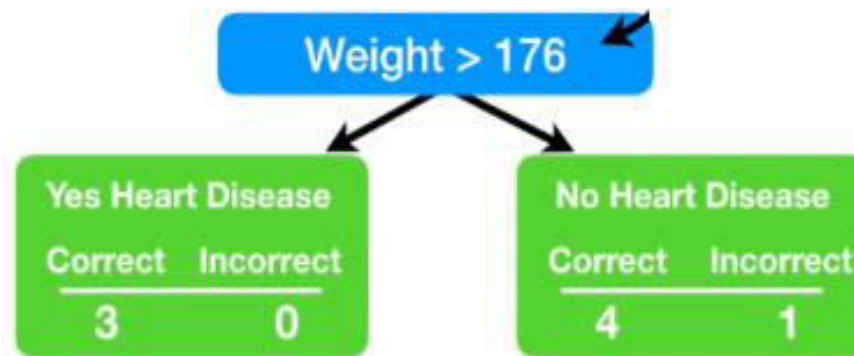 Weight > 176
Yes Heart Disease
Correct Incorrect
3 0
No Heart Disease
Correct Incorrect
4 1